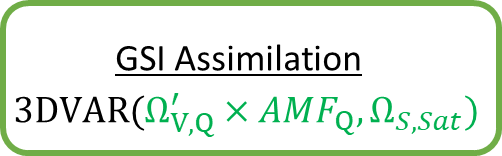 GSI Assimilation
3DVAR(Ω′V,Q × AMFQ, ΩS,Sat)